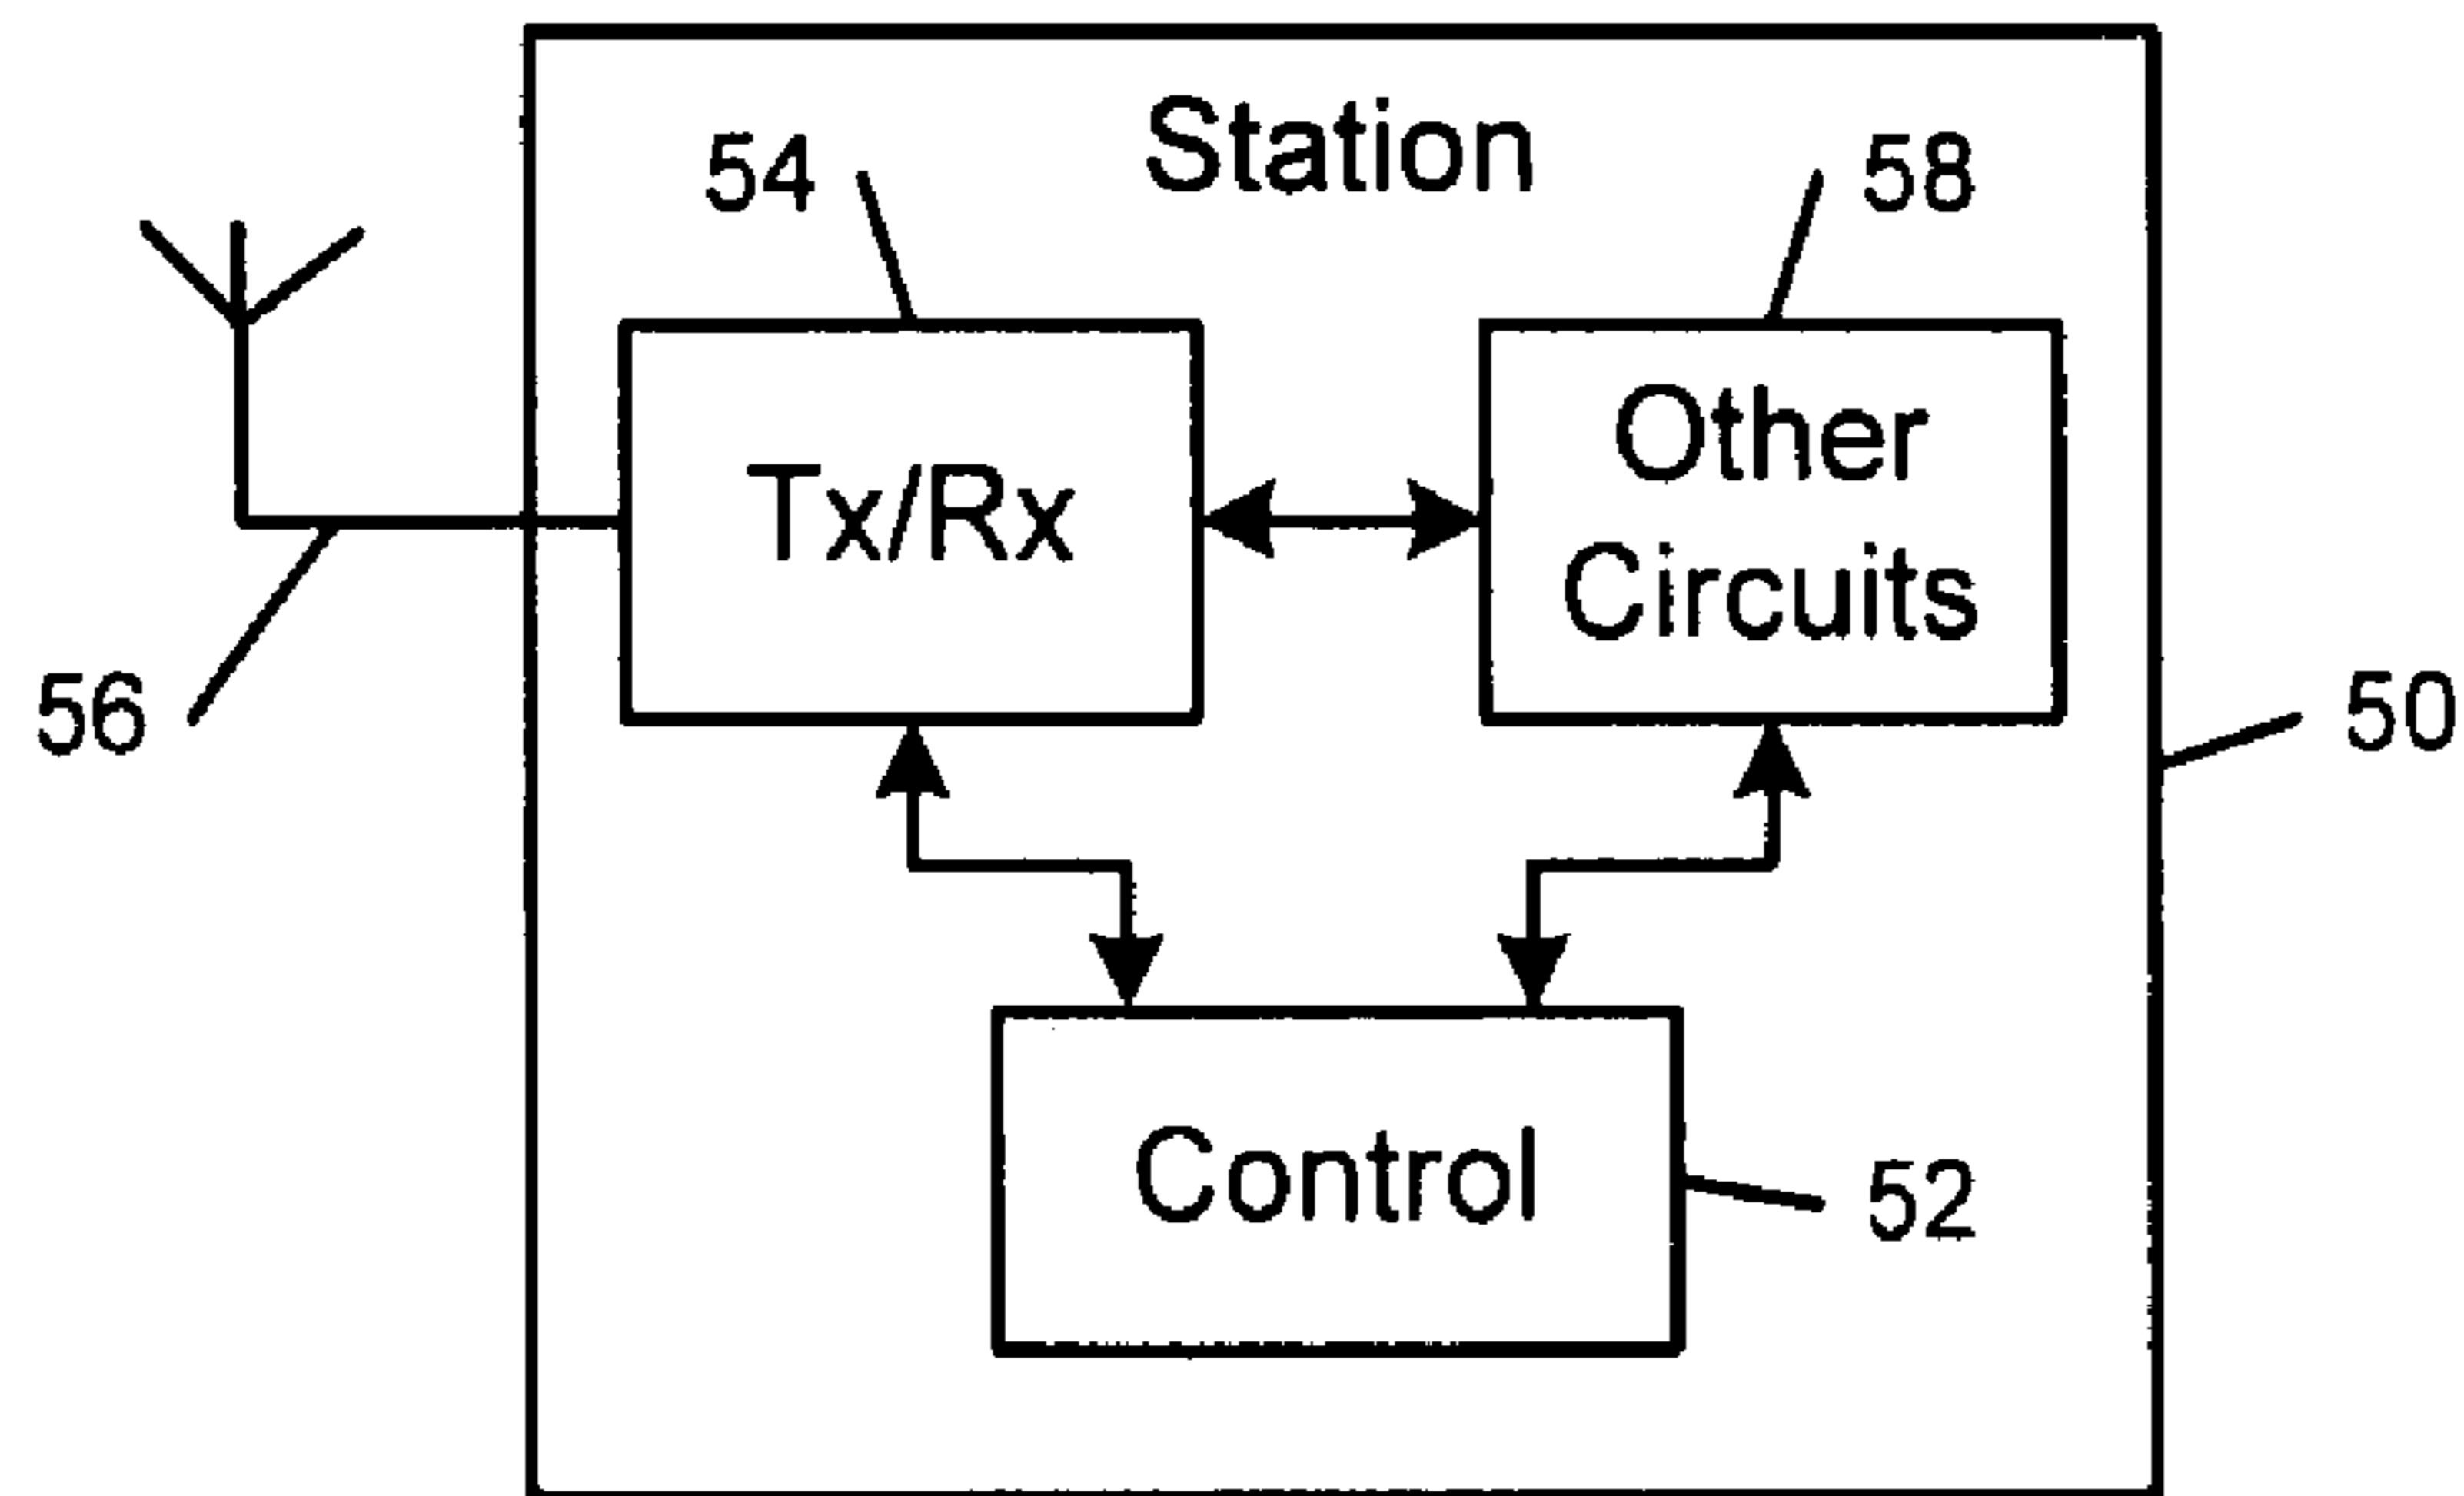 Station
54
58
Tx/Rx
Other
Circuits
56
50
Control
52